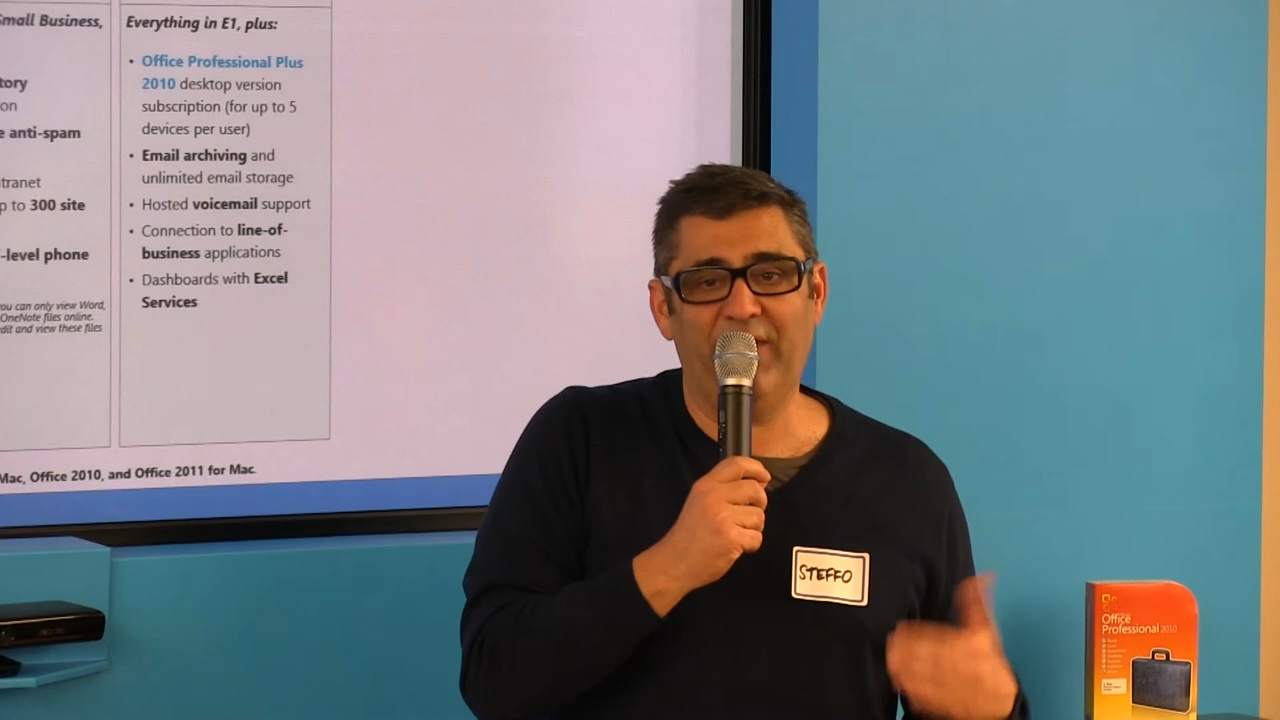 Small Business,
tory
on
e anti-spam
tranet
p to 300 site
-level phone
you can only view Word,
OneNote files online.
dit and view these files
Everything in E1, plus:
• Office Professional Plus
2010 desktop version
subscription (for up to 5
devices per user)
• Email archiving and
unlimited email storage
• Hosted voicemail support
• Connection to line-of-
business applications
• Dashboards with Excel
Services
Mac, Office 2010, and Office 2011 for Mac.
STEFFO
Office
Professional 2010